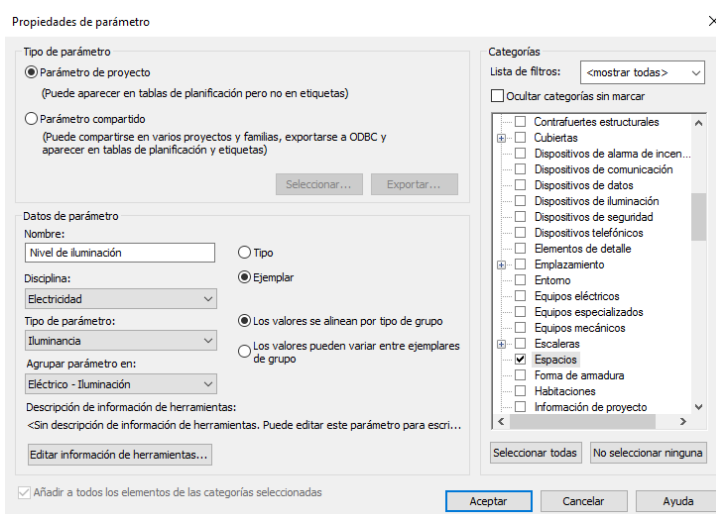 Propiedades de parámetro
Tipo de parámetro
Parámetro de proyecto
(Puede aparecer en tablas de planificación pero no en etiquetas)
Parámetro compartido
(Puede compartirse en varios proyectos y familias, exportarse a ODBC y
aparecer en tablas de planificación y etiquetas)
Seleccionar...
Exportar...
Datos de parámetro
Nombre:
Nivel de iluminación
Tipo
Disciplina:
Ejemplar
Electricidad
Tipo de parámetro:
Los valores se alinean por tipo de grupo
Iluminancia
Los valores pueden variar entre ejemplares
de grupo
Agrupar parámetro en:
Eléctrico - Iluminación
Descripción de información de herramientas:
<Sin descripción de información de herramientas. Puede editar este parámetro para escri...
Editar información de herramientas...
Añadir a todos los elementos de las categorías seleccionadas
Categorías
Lista de filtros:
<mostrar todas>
Ocultar categorías sin marcar
Contrafuertes estructurales
Cubiertas
Dispositivos de alarma de incen...
Dispositivos de comunicación
Dispositivos de datos
Dispositivos de iluminación
Dispositivos de seguridad
Dispositivos telefónicos
Elementos de detalle
Emplazamiento
Entorno
Equipos eléctricos
Equipos especializados
Equipos mecánicos
Escaleras
Espacios
Forma de armadura
Habitaciones
Información de proyecto
Seleccionar todas
No seleccionar ninguna
Aceptar
Cancelar
Ayuda